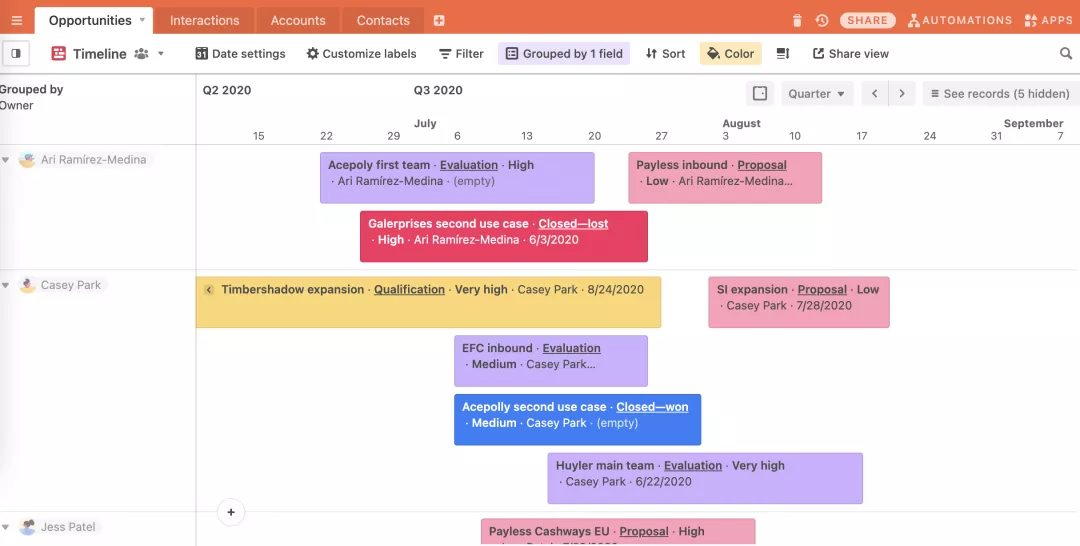 Opportunities Interactions Accounts Contacts SHARE AUTOMATIONS APPS
Timeline 31 Date settings Customize labels Filter Grouped by 1 field Sort Color Share view
Grouped by
Owner
Q2 2020 Q3 2020 Quarter See records (5 hidden)
July August September
15 22 29 6 13 20 27 3 10 17 24 31 7
Ari Ramírez-Medina
Acepoly first team · Evaluation · High
· Ari Ramírez-Medina · (empty)
Payless inbound · Proposal
· Low · Ari Ramírez-Medina…
Galerprises second use case · Closed—lost
· High · Ari Ramírez-Medina · 6/3/2020
Casey Park
Timbershadow expansion · Qualification · Very high · Casey Park · 8/24/2020
SI expansion · Proposal · Low
· Casey Park · 7/28/2020
EFC inbound · Evaluation
· Medium · Casey Park…
Acepolly second use case · Closed—won
· Medium · Casey Park · (empty)
Huyler main team · Evaluation · Very high
· Casey Park · 6/22/2020
Jess Patel
Payless Cashways EU · Proposal · High